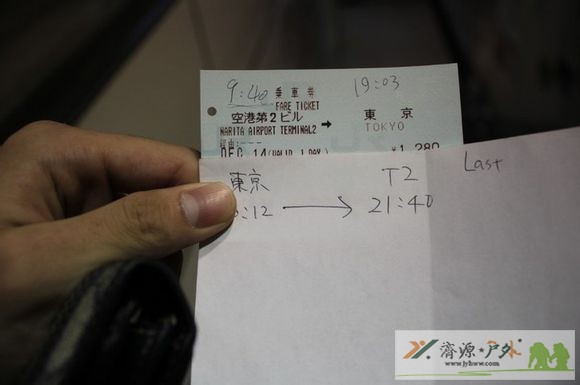 9:40 乗車券 19:03
FARE TICKET
空港第2ビル 東京
NARITA AIRPORT TERMINAL2 → TOKYO
経由:---
DEC.14(VALID 1 DAY) ¥1,280
東京 T2 Last
:12 → 21:40
济源★户外
www.jyhww.com